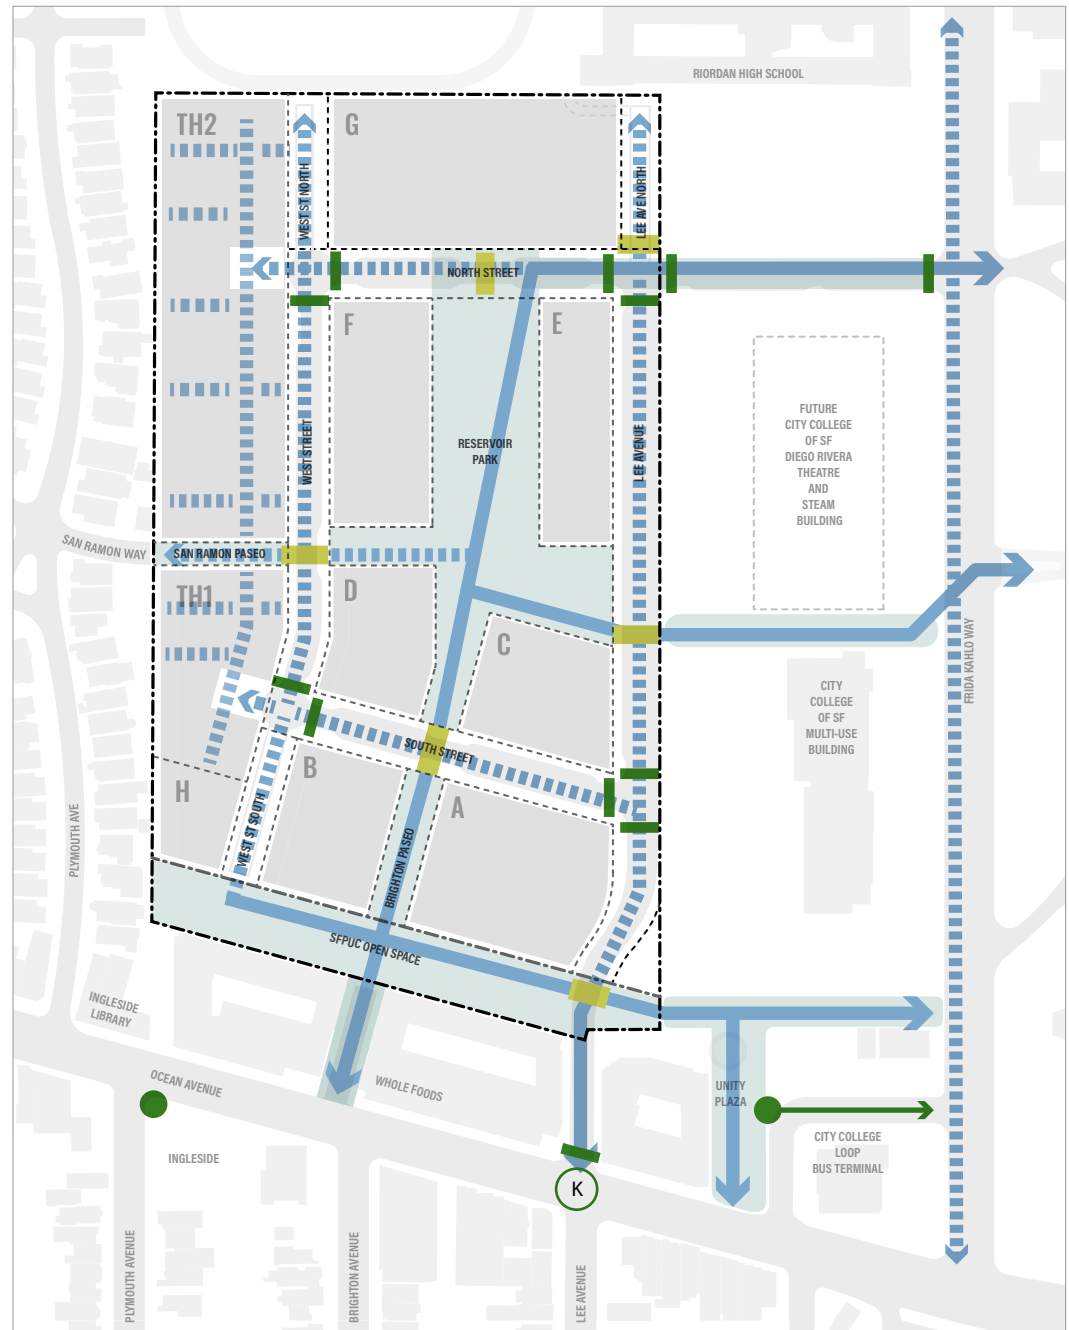 RIORDAN HIGH SCHOOL
TH2
G
WEST ST NORTH
LEE AVE NORTH
NORTH STREET
F
E
RESERVOIR
PARK
WEST STREET
LEE AVENUE
FUTURE
CITY COLLEGE
OF SF
DIEGO RIVERA
THEATRE
AND
STEAM
BUILDING
SAN RAMON WAY
SAN RAMON PASEO
TH1
D
C
FRIDA KAHLO WAY
CITY
COLLEGE
OF SF
MULTI-USE
BUILDING
SOUTH STREET
B
H
A
PLYMOUTH AVE
WEST ST SOUTH
BRIGHTON PASEO
SFPUC OPEN SPACE
INGLESIDE
LIBRARY
OCEAN AVENUE
WHOLE FOODS
UNITY
PLAZA
CITY COLLEGE
LOOP
BUS TERMINAL
INGLESIDE
K
PLYMOUTH AVENUE
BRIGHTON AVENUE
LEE AVENUE